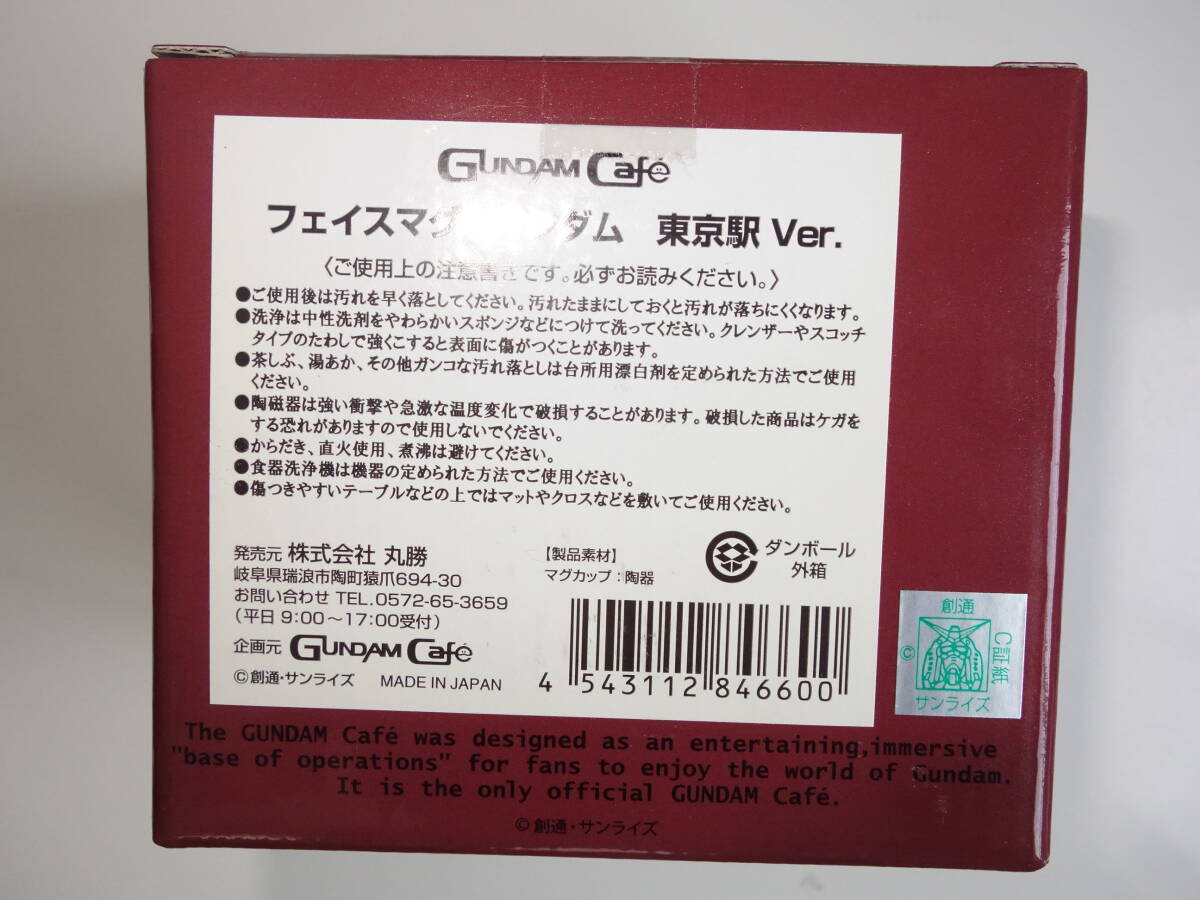 GUNDAM Café
フェイスマグ ンダム 東京駅 Ver.
〈ご使用上の注意書きです。必ずお読みください。〉
●ご使用後は汚れを早く落としてください。汚れたままにしておくと汚れが落ちにくくなります。
●洗浄は中性洗剤をやわらかいスポンジなどにつけて洗ってください。クレンザーやスコッチ
タイプのたわしで強くこすると表面に傷がつくことがあります。
●茶しぶ、湯あか、その他ガンコな汚れ落としは台所用漂白剤を定められた方法でご使用
ください。
●陶磁器は強い衝撃や急激な温度変化で破損することがあります。破損した商品はケガを
する恐れがありますので使用しないでください。
●からだき、直火使用、煮沸は避けてください。
●食器洗浄機は機器の定められた方法でご使用ください。
●傷つきやすいテーブルなどの上ではマットやクロスなどを敷いてご使用ください。
発売元 株式会社 丸勝
岐阜県瑞浪市陶町猿爪694-30
お問い合わせ TEL.0572-65-3659
(平日 9:00〜17:00受付)
企画元 GUNDAM Café
©創通・サンライズ MADE IN JAPAN
【製品素材】
マグカップ:陶器
ダンボール
外箱
4 543112 846600
創通
©
C証紙
サンライズ
The GUNDAM Café was designed as an entertaining,immersive
"base of operations" for fans to enjoy the world of Gundam.
It is the only official GUNDAM Café.
©創通・サンライズ